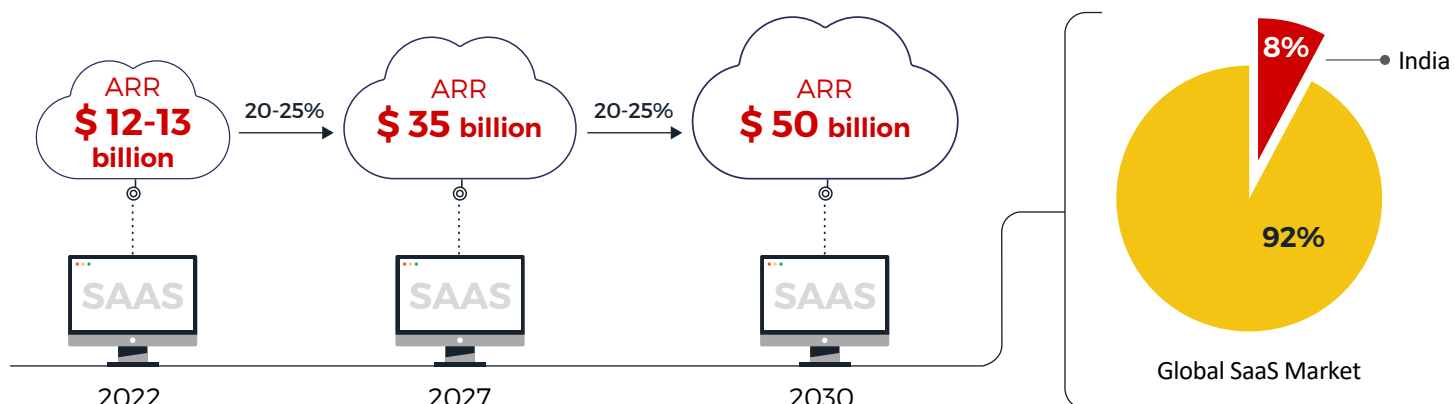 ARR
$ 12-13
billion
20-25%
ARR
$ 35 billion
20-25%
ARR
$ 50 billion
8%
India
92%
SAAS
SAAS
SAAS
Global SaaS Market
2022
2027
2030